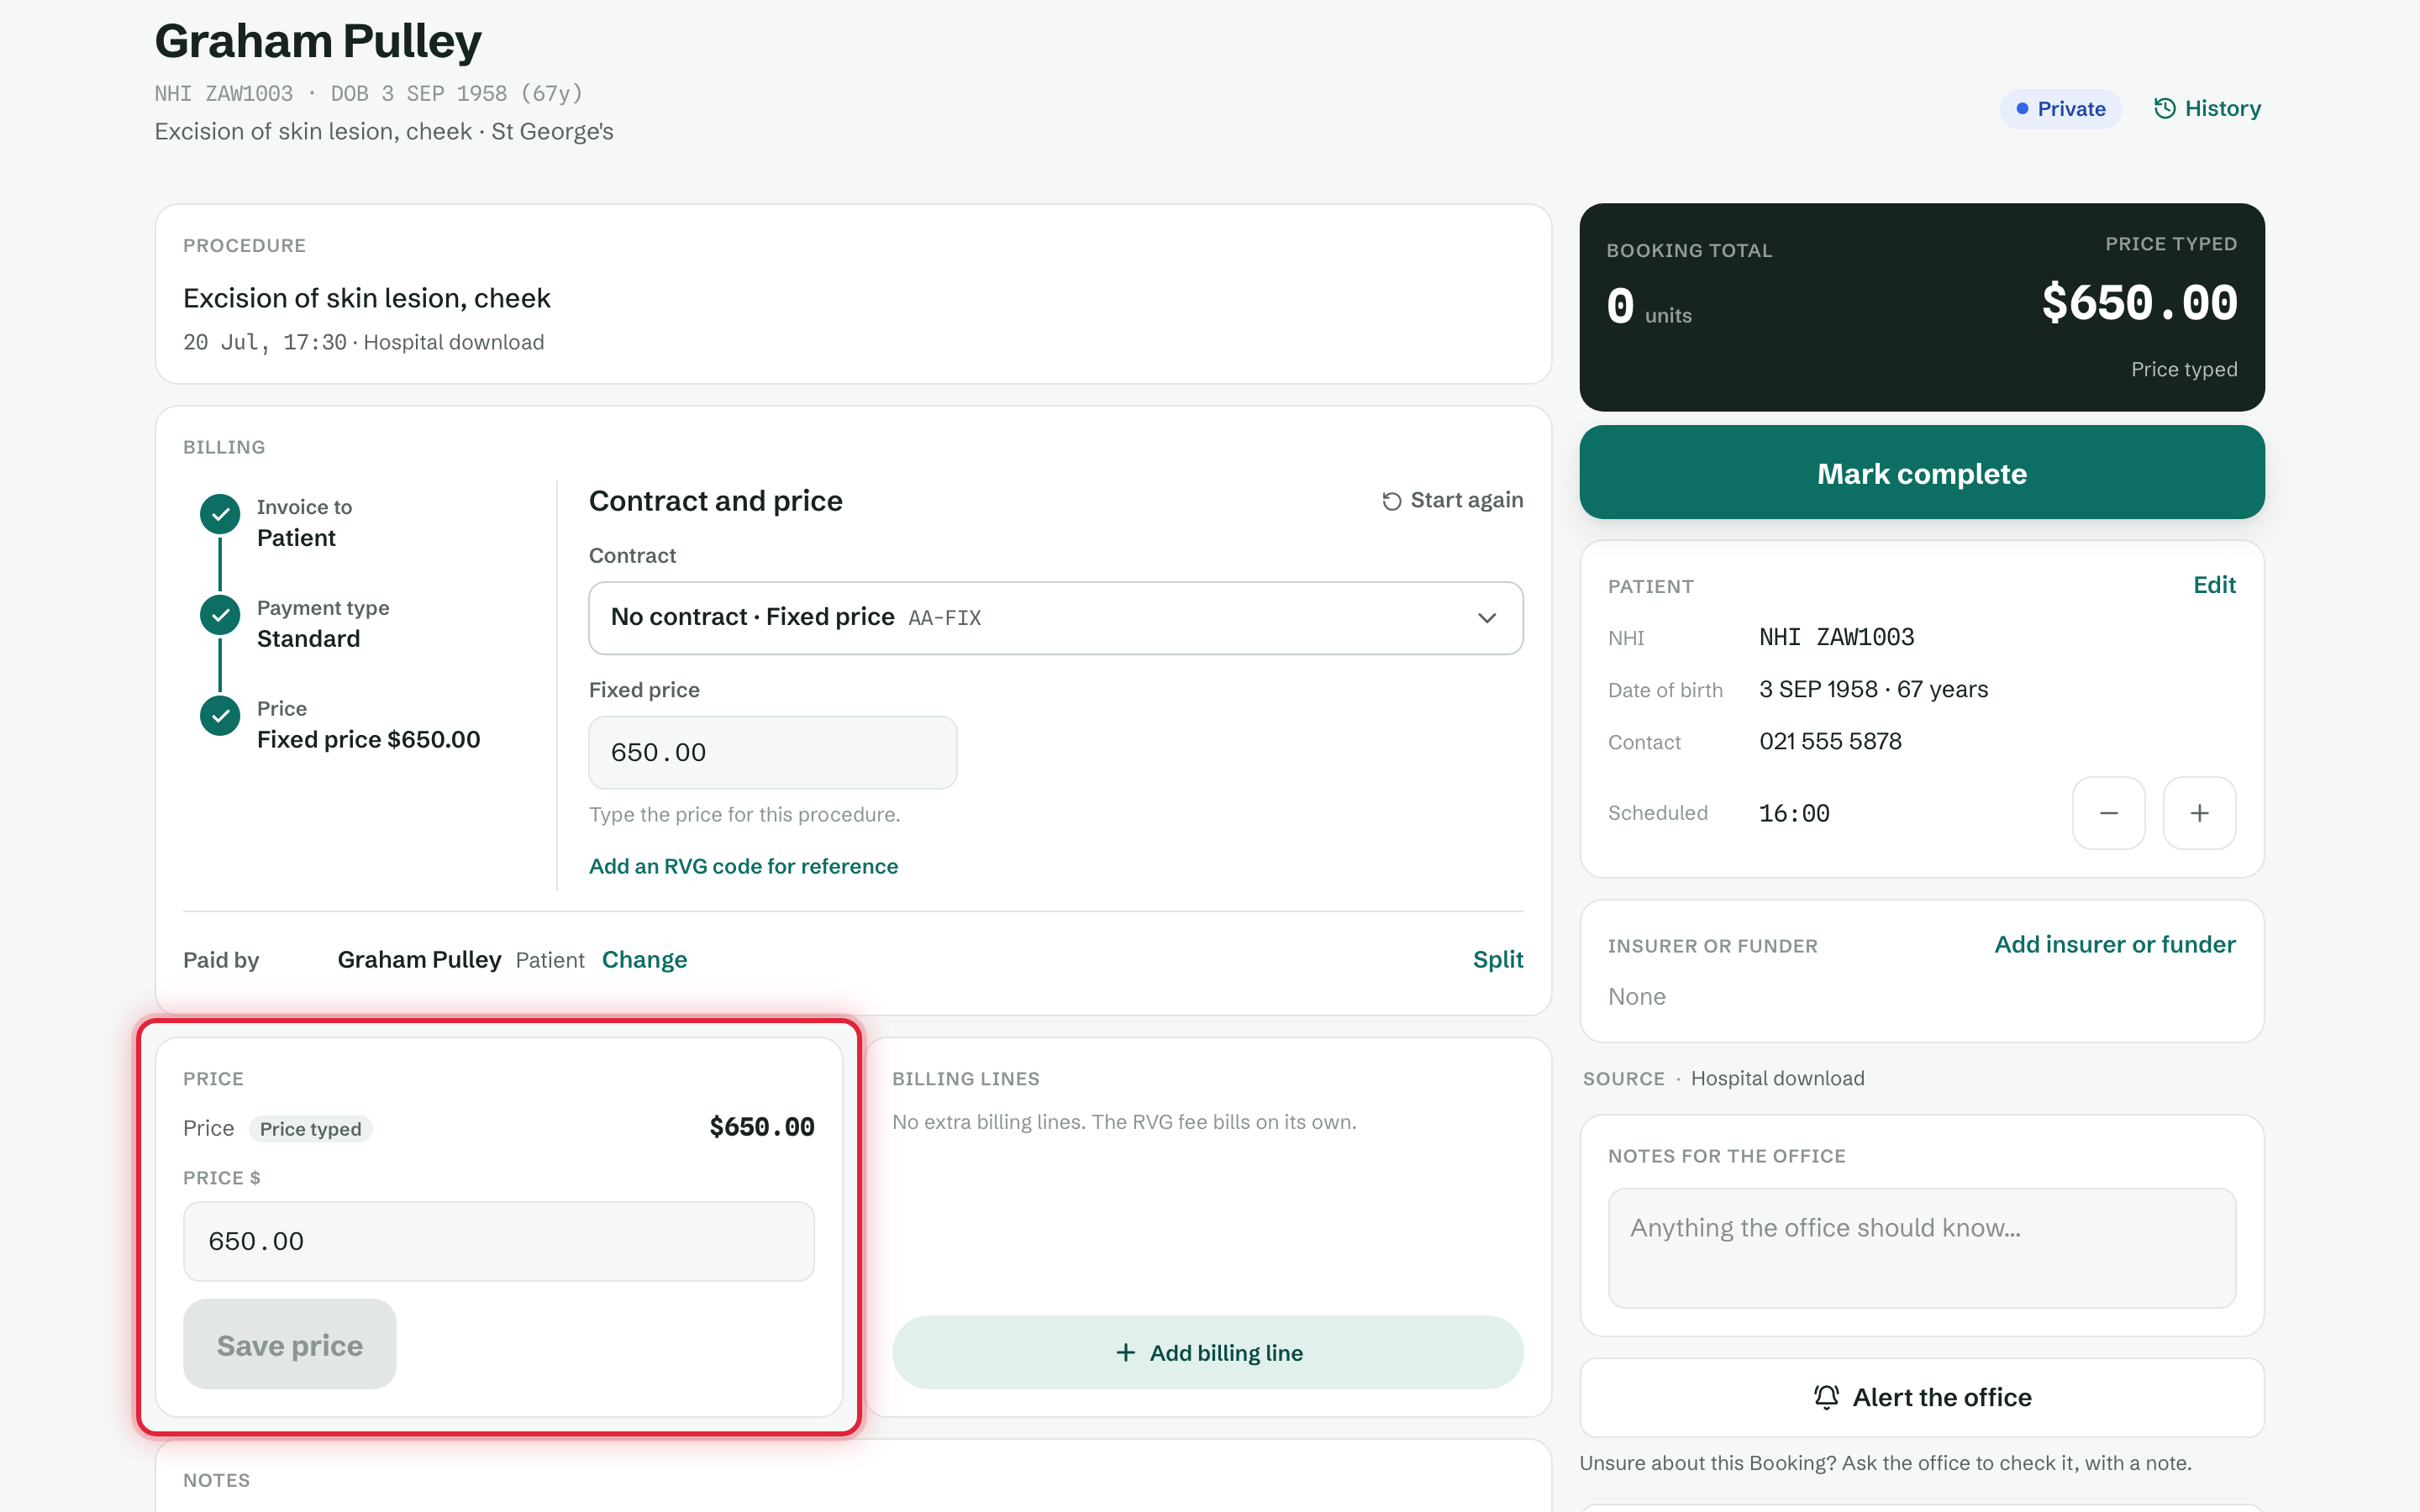 Graham Pulley
NHI ZAW1003 · DOB 3 SEP 1958 (67y)
Excision of skin lesion, cheek · St George's
Private
History
PROCEDURE
Excision of skin lesion, cheek
20 Jul, 17:30 · Hospital download
BILLING
Invoice to
Patient
Payment type
Standard
Price
Fixed price $650.00
Contract and price
Start again
Contract
No contract · Fixed price AA-FIX
Fixed price
650.00
Type the price for this procedure.
Add an RVG code for reference
Paid by Graham Pulley Patient Change Split
PRICE
Price Price typed $650.00
PRICE $
650.00
Save price
BILLING LINES
No extra billing lines. The RVG fee bills on its own.
+ Add billing line
NOTES
BOOKING TOTAL
0 units
PRICE TYPED
$650.00
Price typed
Mark complete
PATIENT Edit
NHI NHI ZAW1003
Date of birth 3 SEP 1958 · 67 years
Contact 021 555 5878
Scheduled 16:00 − +
INSURER OR FUNDER Add insurer or funder
None
SOURCE · Hospital download
NOTES FOR THE OFFICE
Anything the office should know...
Alert the office
Unsure about this Booking? Ask the office to check it, with a note.